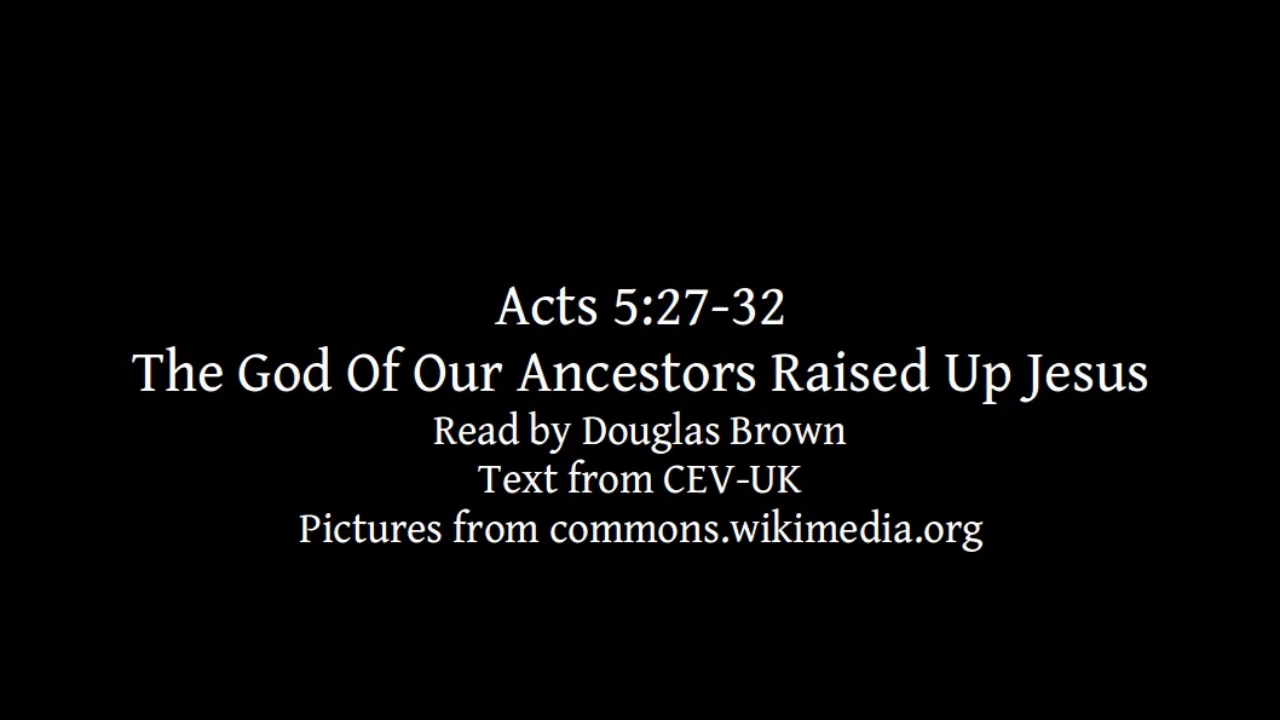 Acts 5:27-32
The God Of Our Ancestors Raised Up Jesus
Read by Douglas Brown
Text from CEV-UK
Pictures from commons.wikimedia.org